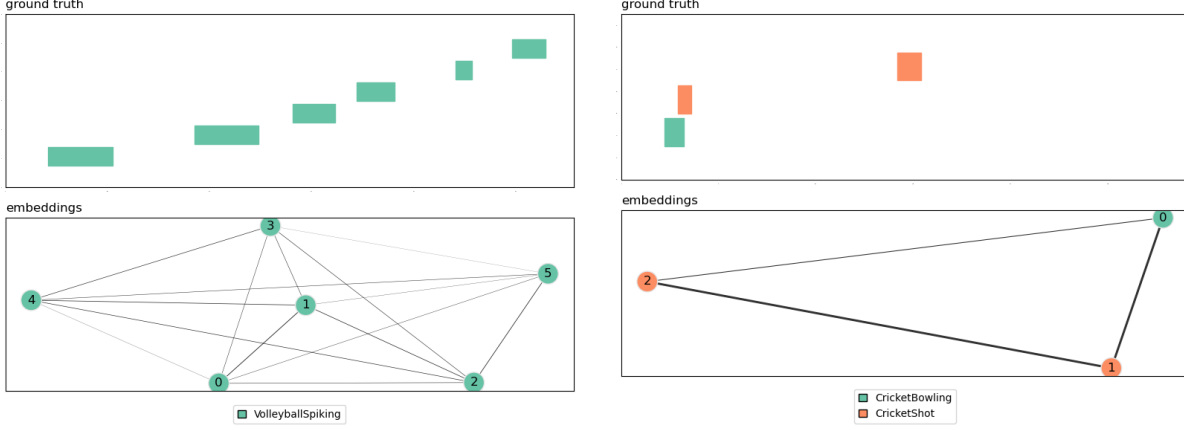 ground truth
embeddings
3
5
4
1
0
2
VolleyballSpiking
ground truth
embeddings
0
2
1
CricketBowling
CricketShot